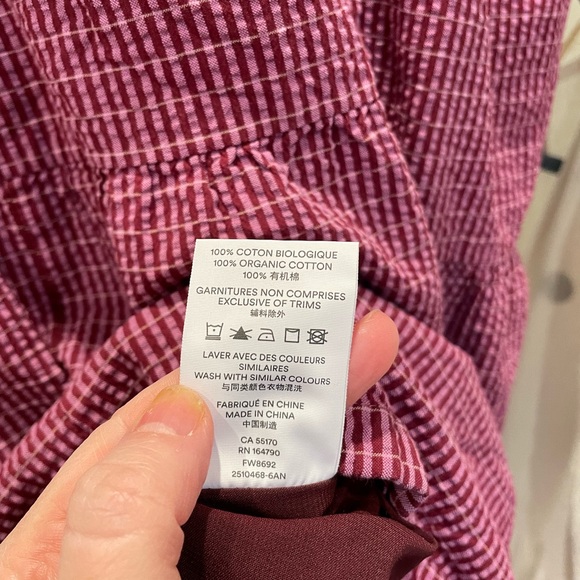 100% COTON BIOLOGIQUE
100% ORGANIC COTTON
100% 有机棉
GARNITURES NON COMPRISES
EXCLUSIVE OF TRIMS
辅料除外
LAVER AVEC DES COULEURS
SIMILAIRES
WASH WITH SIMILAR COLOURS
与同类颜色衣物混洗
FABRIQUÉ EN CHINE
MADE IN CHINA
中国制造
CA 55170
RN 164790
FW8692
2510468-6AN